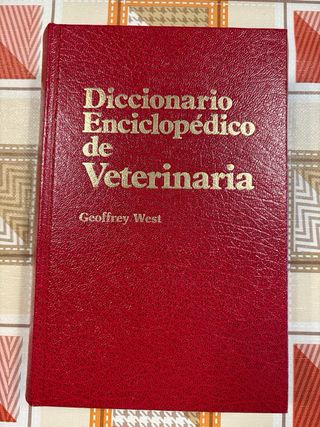 Diccionario
Enciclopédico
de
Veterinaria
Geoffrey West